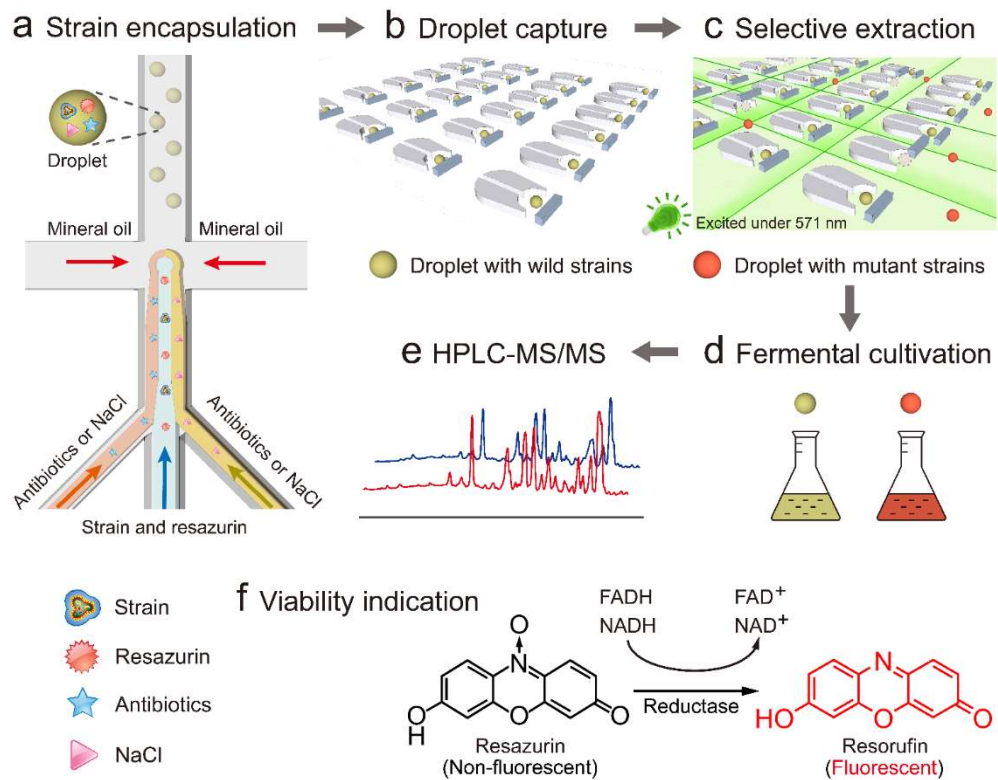 a Strain encapsulation
b Droplet capture
c Selective extraction
Droplet
Mineral oil
Mineral oil
Antibiotics or NaCl
Antibiotics or NaCl
Strain and resazurin
Excited under 571 nm
Droplet with wild strains
Droplet with mutant strains
e HPLC-MS/MS
d Fermental cultivation
Strain
Resazurin
Antibiotics
NaCl
f Viability indication
FADH
NADH
FAD+
NAD+
O
N
HO
O
O
Reductase
Resazurin
(Non-fluorescent)
N
HO
O
O
Resorufin
(Fluorescent)